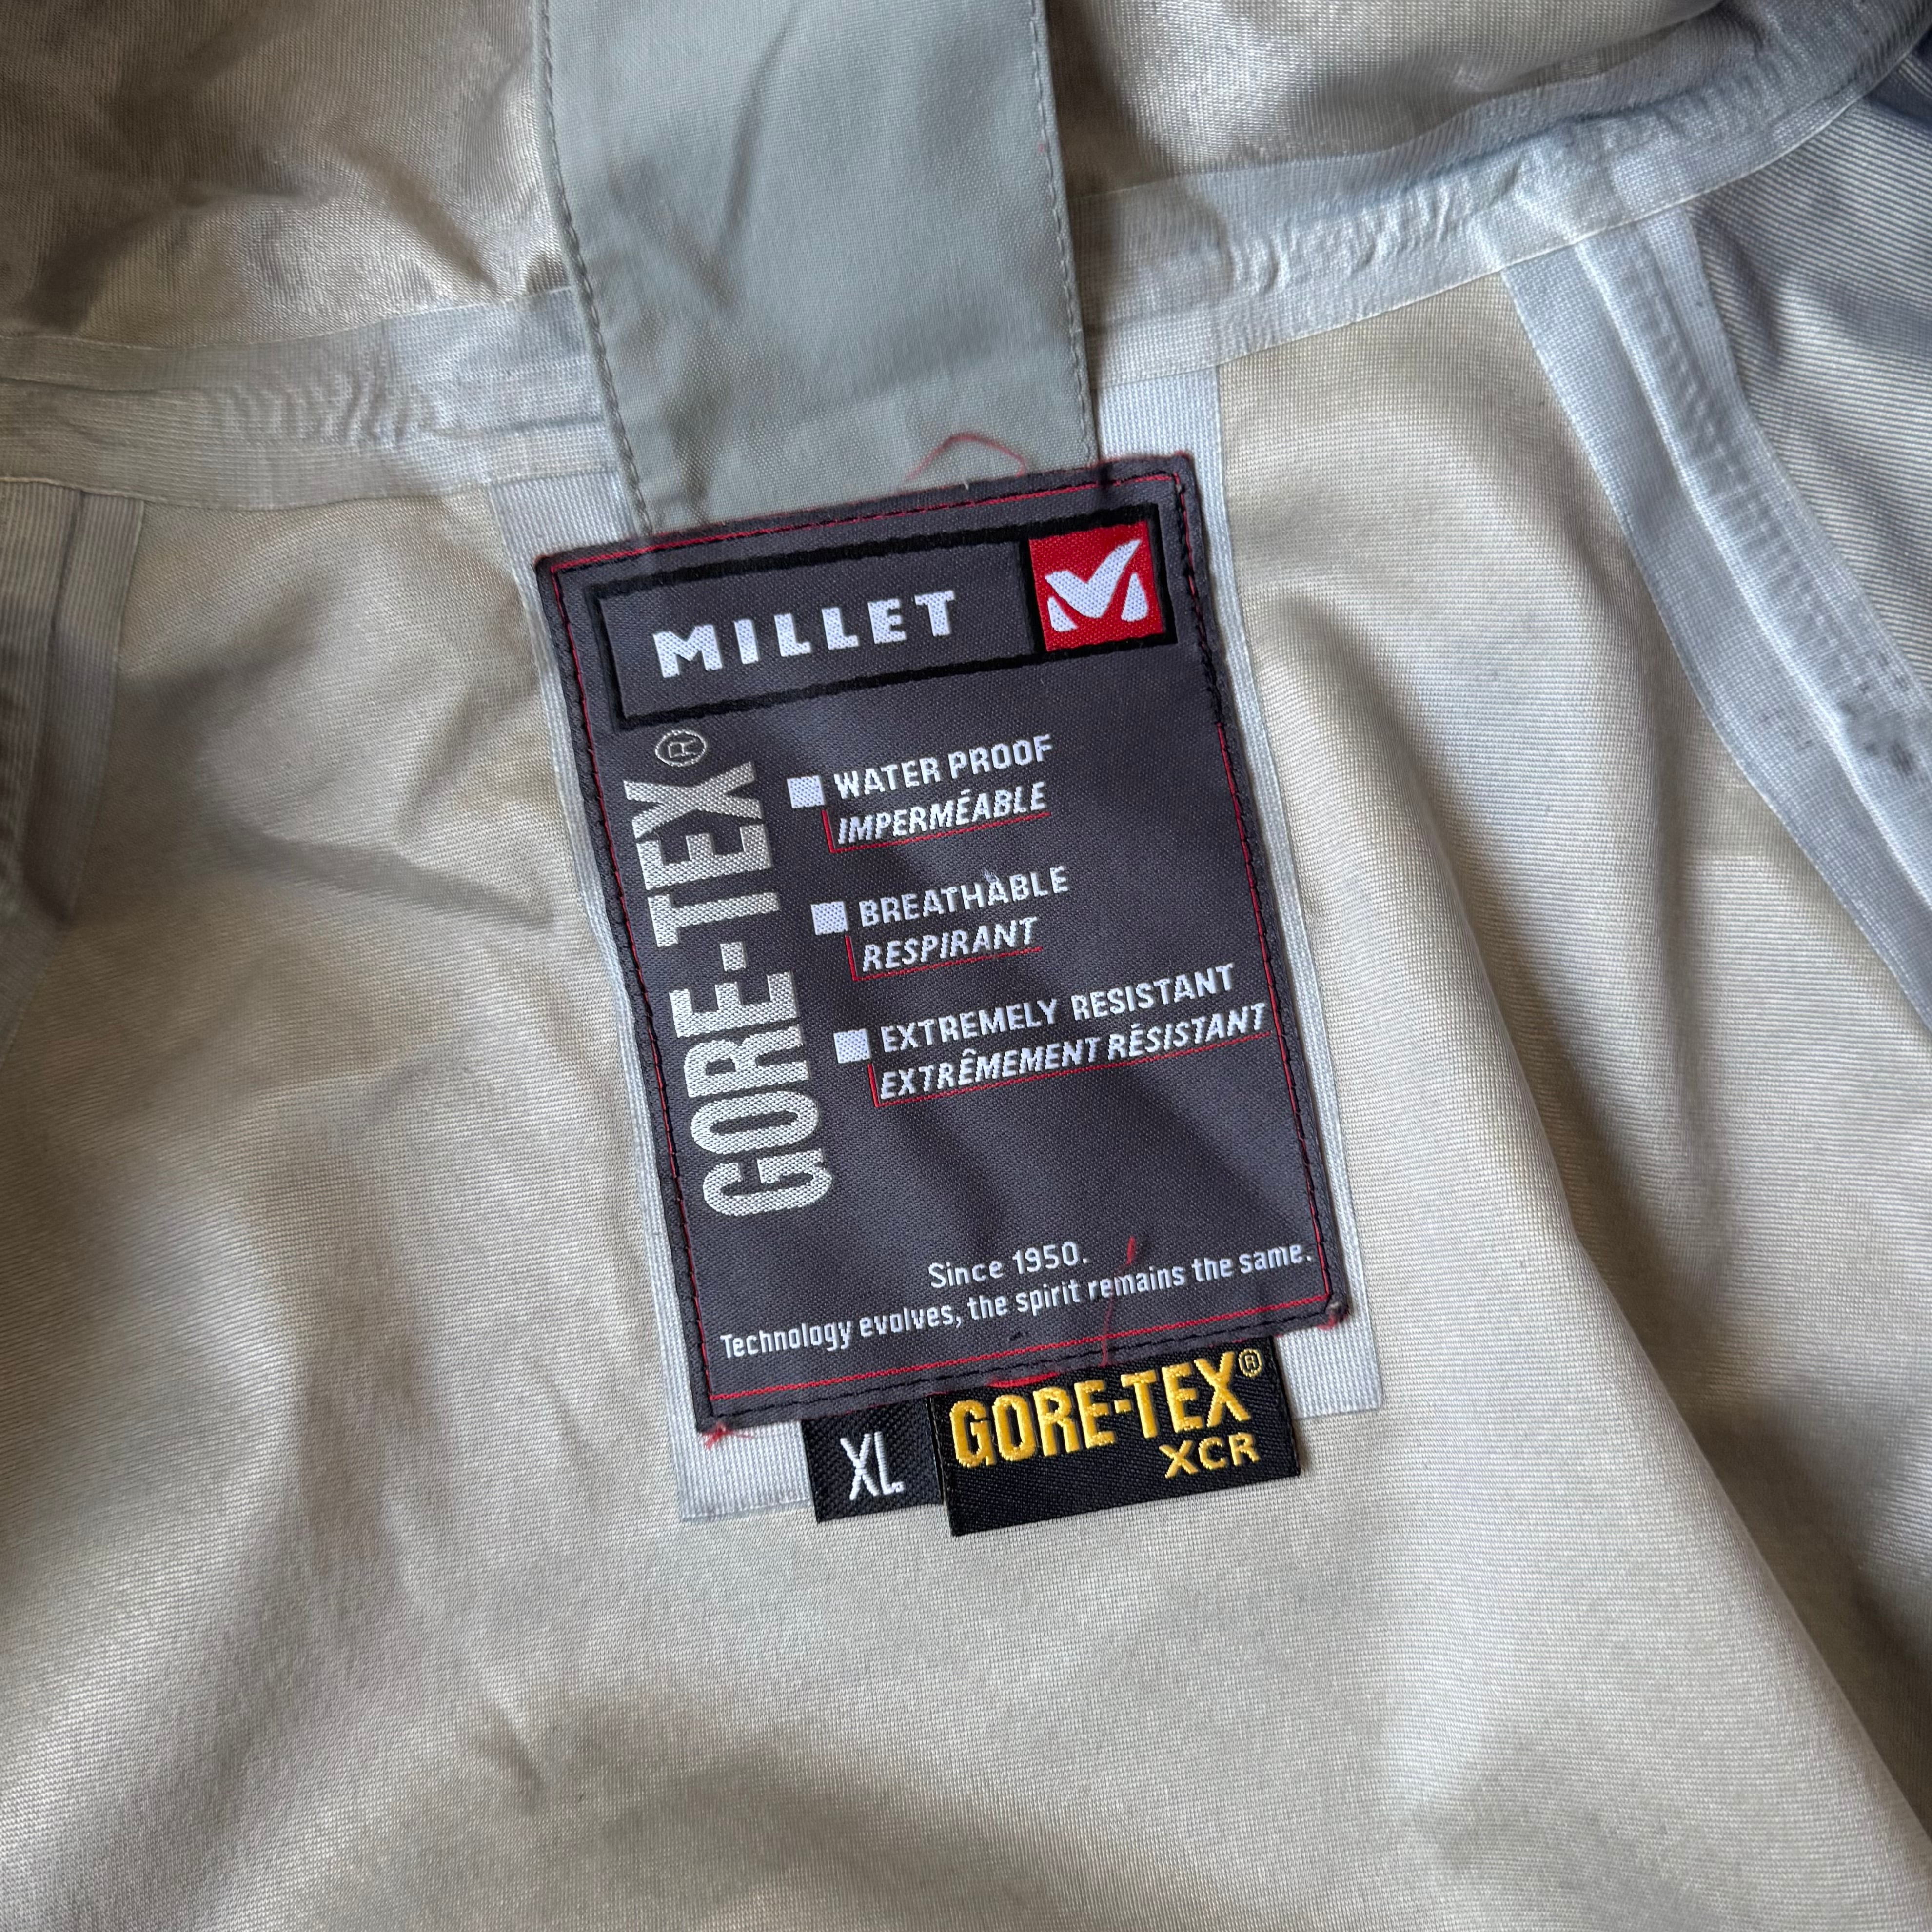 MILLET
GORE-TEX®
WATER PROOF
IMPERMÉABLE
BREATHABLE
RESPIRANT
EXTREMELY RESISTANT
EXTRÊMEMENT RÉSISTANT
Since 1950.
Technology evolves, the spirit remains the same.
XL
GORE-TEX®
XCR